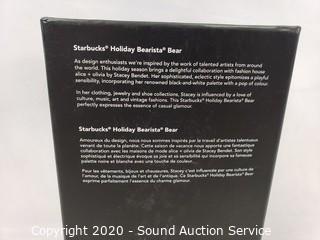 Starbucks® Holiday Bearista® Bear
As design enthusiasts we're inspired by the work of talented artists from around
the world. This holiday season brings a delightful collaboration with fashion house
alice + olivia by Stacey Bendet. Her sophisticated, eclectic style epitomizes a playful
sensibility, incorporating her renowned black-and-white palette with a pop of colour.
In her clothing, jewelry and shoe collections, Stacey is influenced by a love of
culture, music, art and vintage fashions. This Starbucks® Holiday Bearista® Bear
perfectly expresses the essence of casual glamour.
Starbucks® Holiday Bearista® Bear
Amoureux du design, nous nous sommes inspirés par le travail d'artistes talentueux
venant de toute la planète. Cette saison de vacance nous apporte une fantastique
collaboration avec les maisons de mode alice + olivia de Stacey Bendet. Son style
sophistiqué et électrique évoque le enjoué et sa sensibilité qui incorpore sa fameuse
palette noire et blanche avec une touche de couleur.
Pour les vêtements, bijoux et chaussures, Stacey s'est influencée par une culture de
l'amour, de la musique de l'art et de l'antique. Ce Starbucks® Holiday Bearista® Bear
exprime parfaitement l'essence du charme glamour.
Copyright 2020 - Sound Auction Service